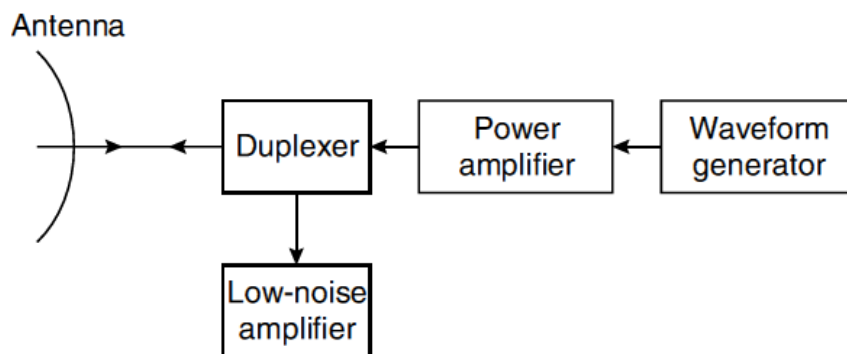 Antenna
Duplexer
Power
amplifier
Waveform
generator
Low-noise
amplifier